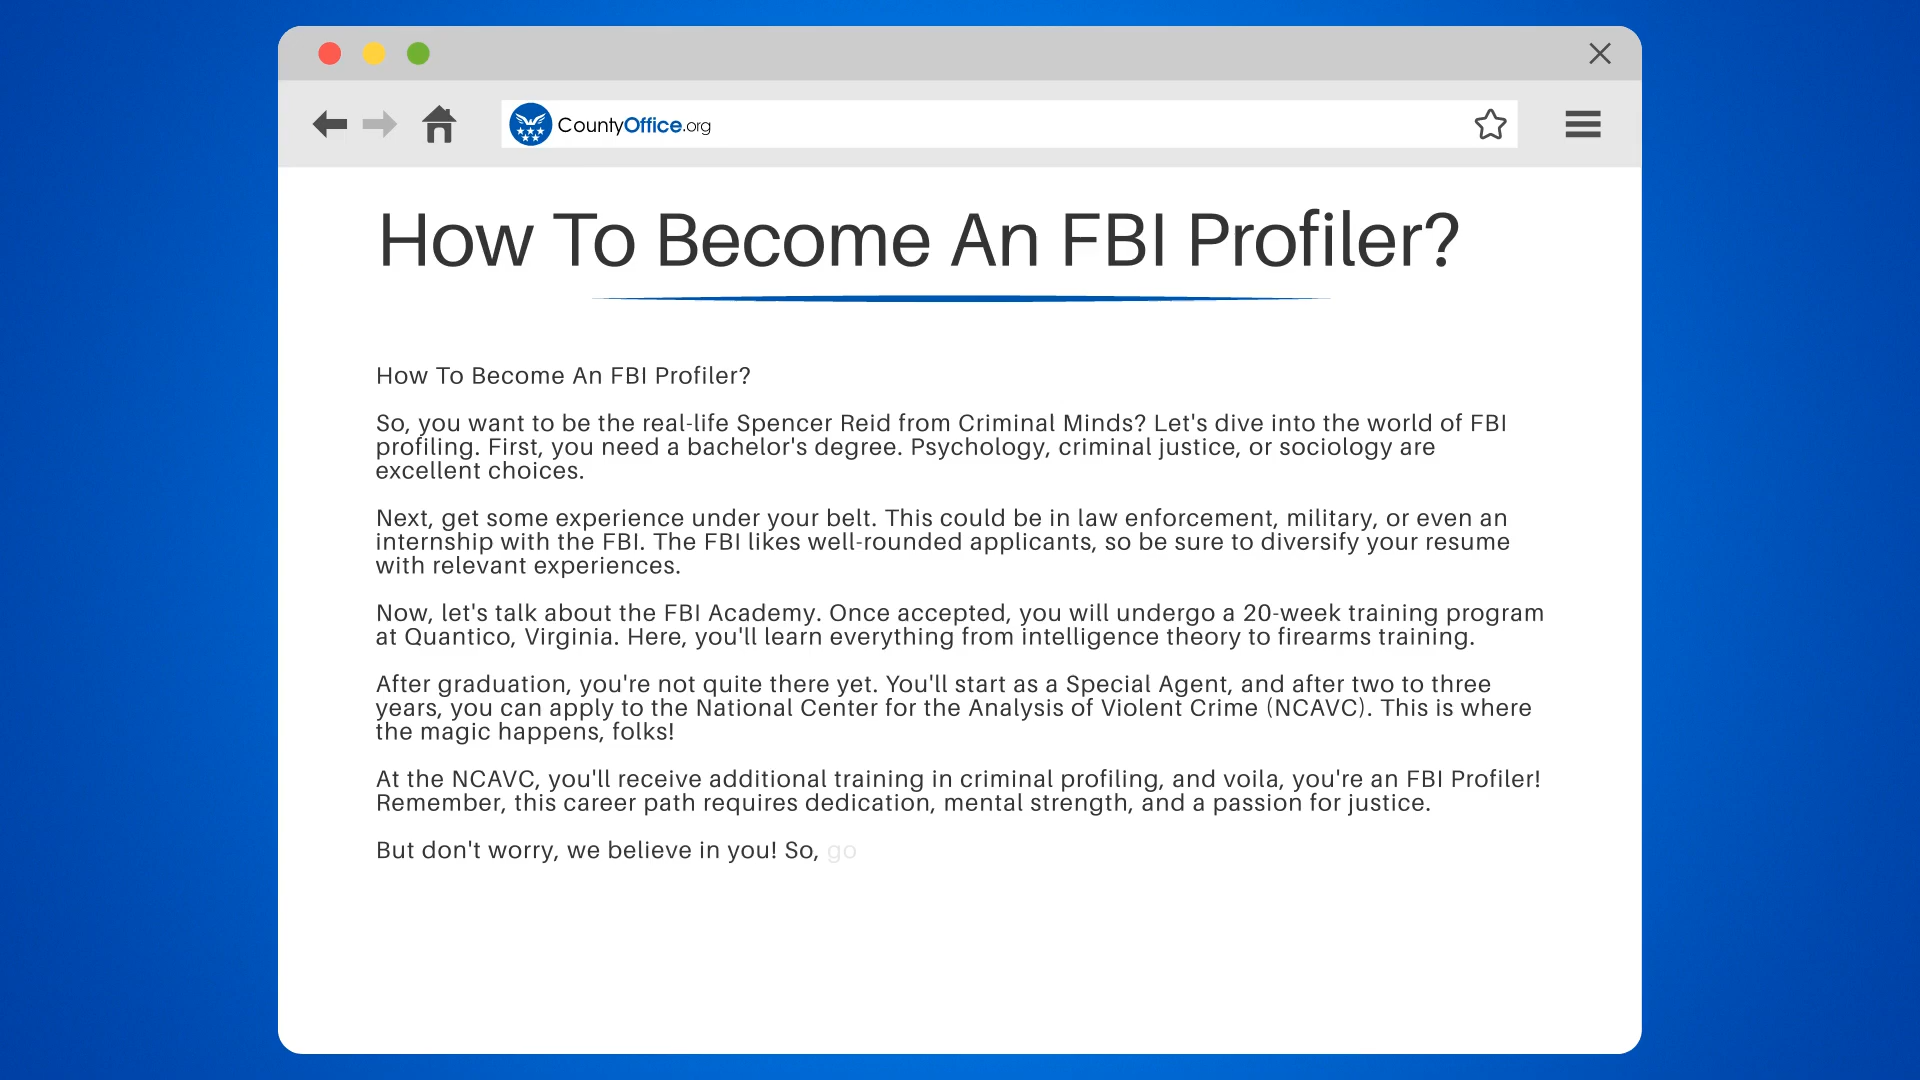 CountyOffice.org
How To Become An FBI Profiler?
How To Become An FBI Profiler?
So, you want to be the real-life Spencer Reid from Criminal Minds? Let's dive into the world of FBI
profiling. First, you need a bachelor's degree. Psychology, criminal justice, or sociology are
excellent choices.
Next, get some experience under your belt. This could be in law enforcement, military, or even an
internship with the FBI. The FBI likes well-rounded applicants, so be sure to diversify your resume
with relevant experiences.
Now, let's talk about the FBI Academy. Once accepted, you will undergo a 20-week training program
at Quantico, Virginia. Here, you'll learn everything from intelligence theory to firearms training.
After graduation, you're not quite there yet. You'll start as a Special Agent, and after two to three
years, you can apply to the National Center for the Analysis of Violent Crime (NCAVC). This is where
the magic happens, folks!
At the NCAVC, you'll receive additional training in criminal profiling, and voila, you're an FBI Profiler!
Remember, this career path requires dedication, mental strength, and a passion for justice.
But don't worry, we believe in you! So, go